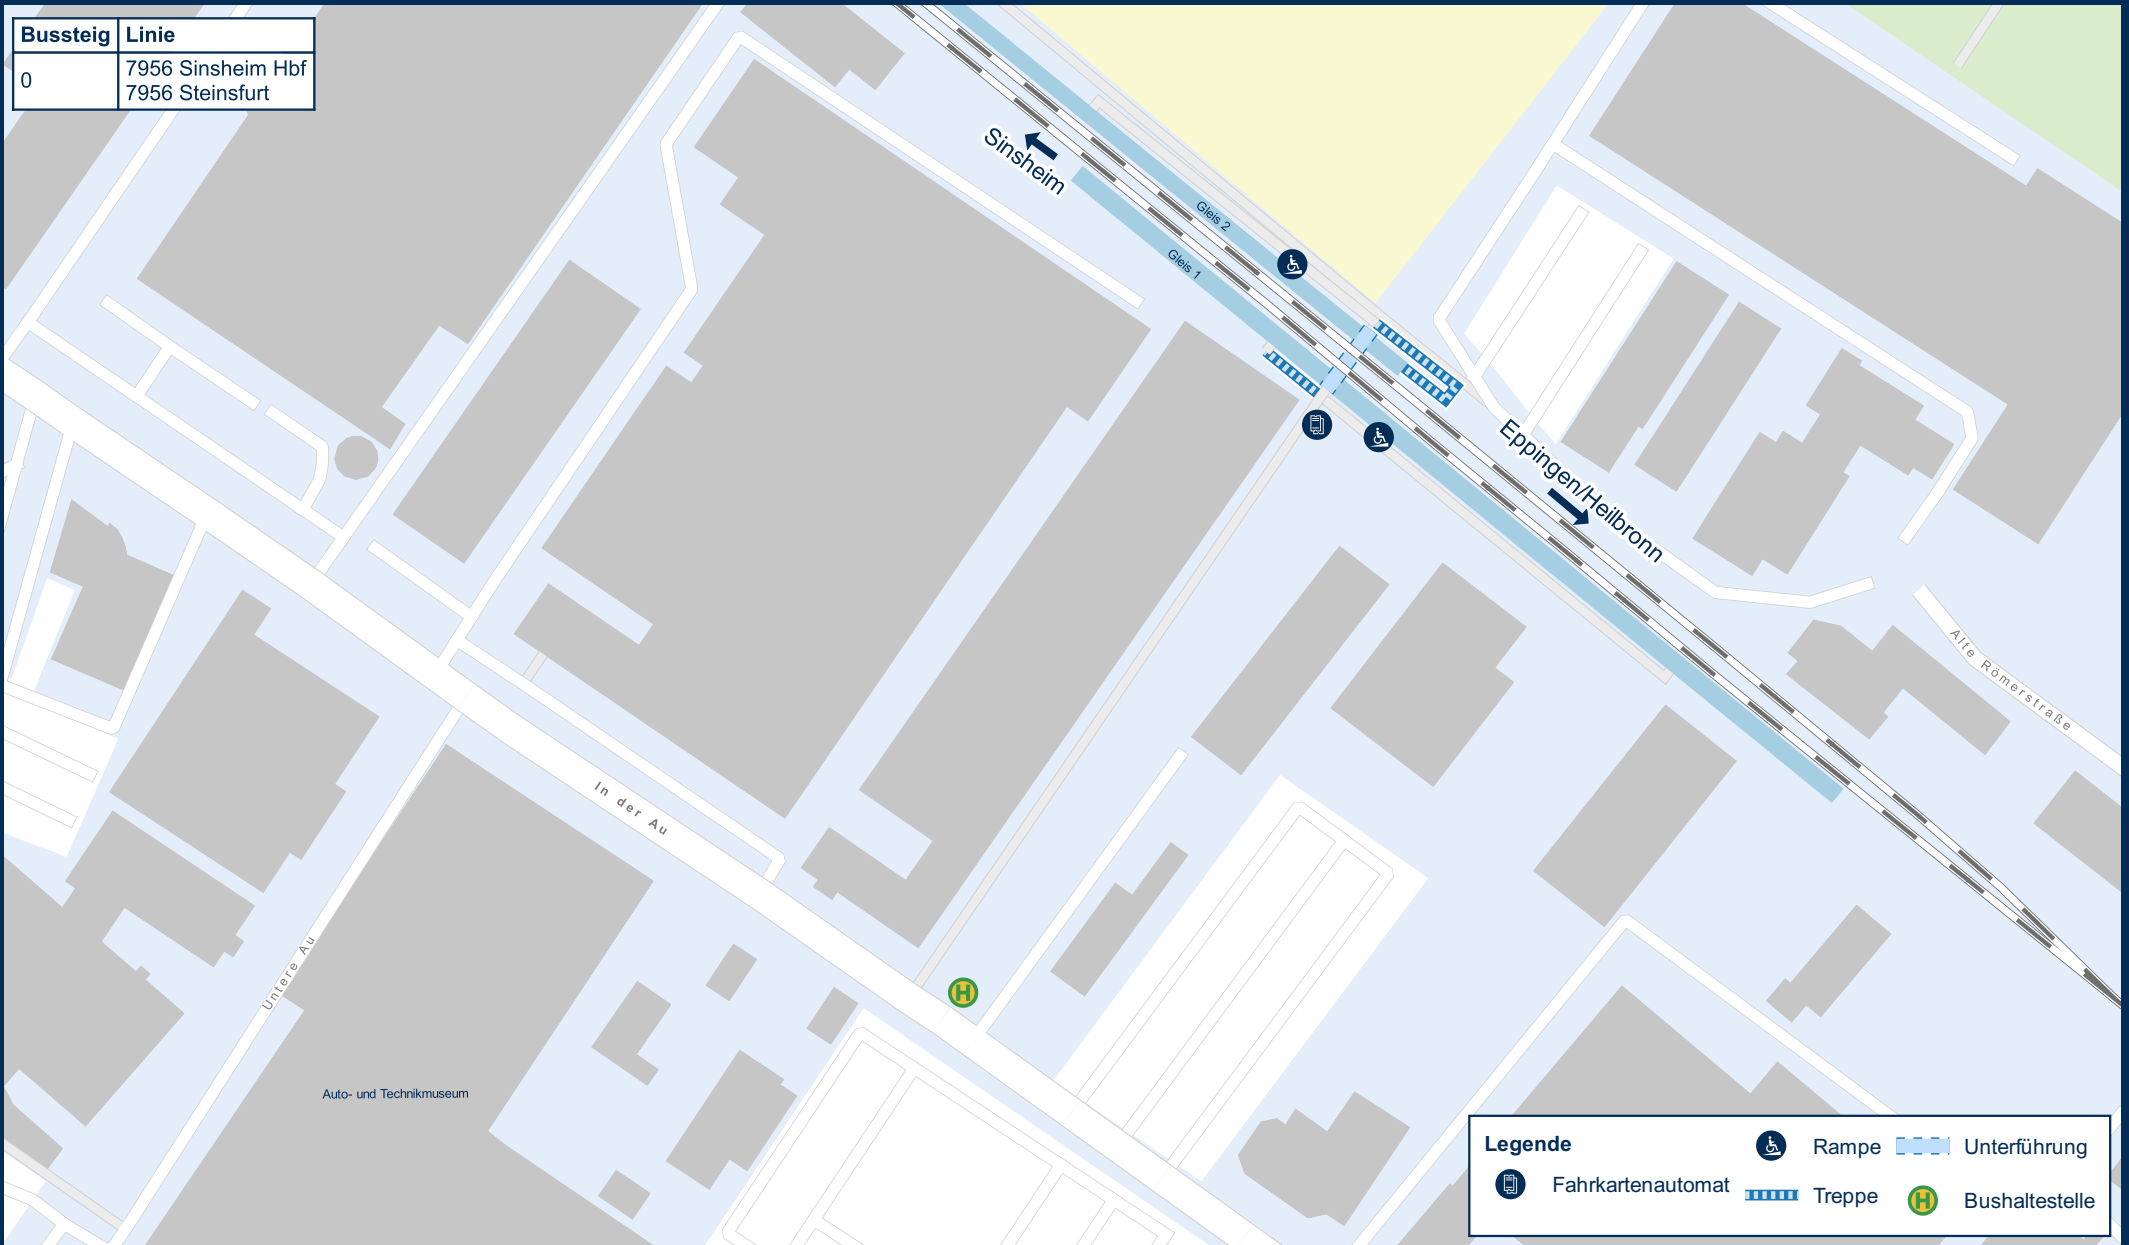 Bussteig Linie
0 7956 Sinsheim Hbf
7956 Steinsfurt
Sinsheim
Gleis 2
Gleis 1
Eppingen/Heilbronn
Alte Römerstraße
In der Au
Untere Au
Auto- und Technikmuseum
H
Legende
Fahrkartenautomat
Rampe
Treppe
Unterführung
H Bushaltestelle